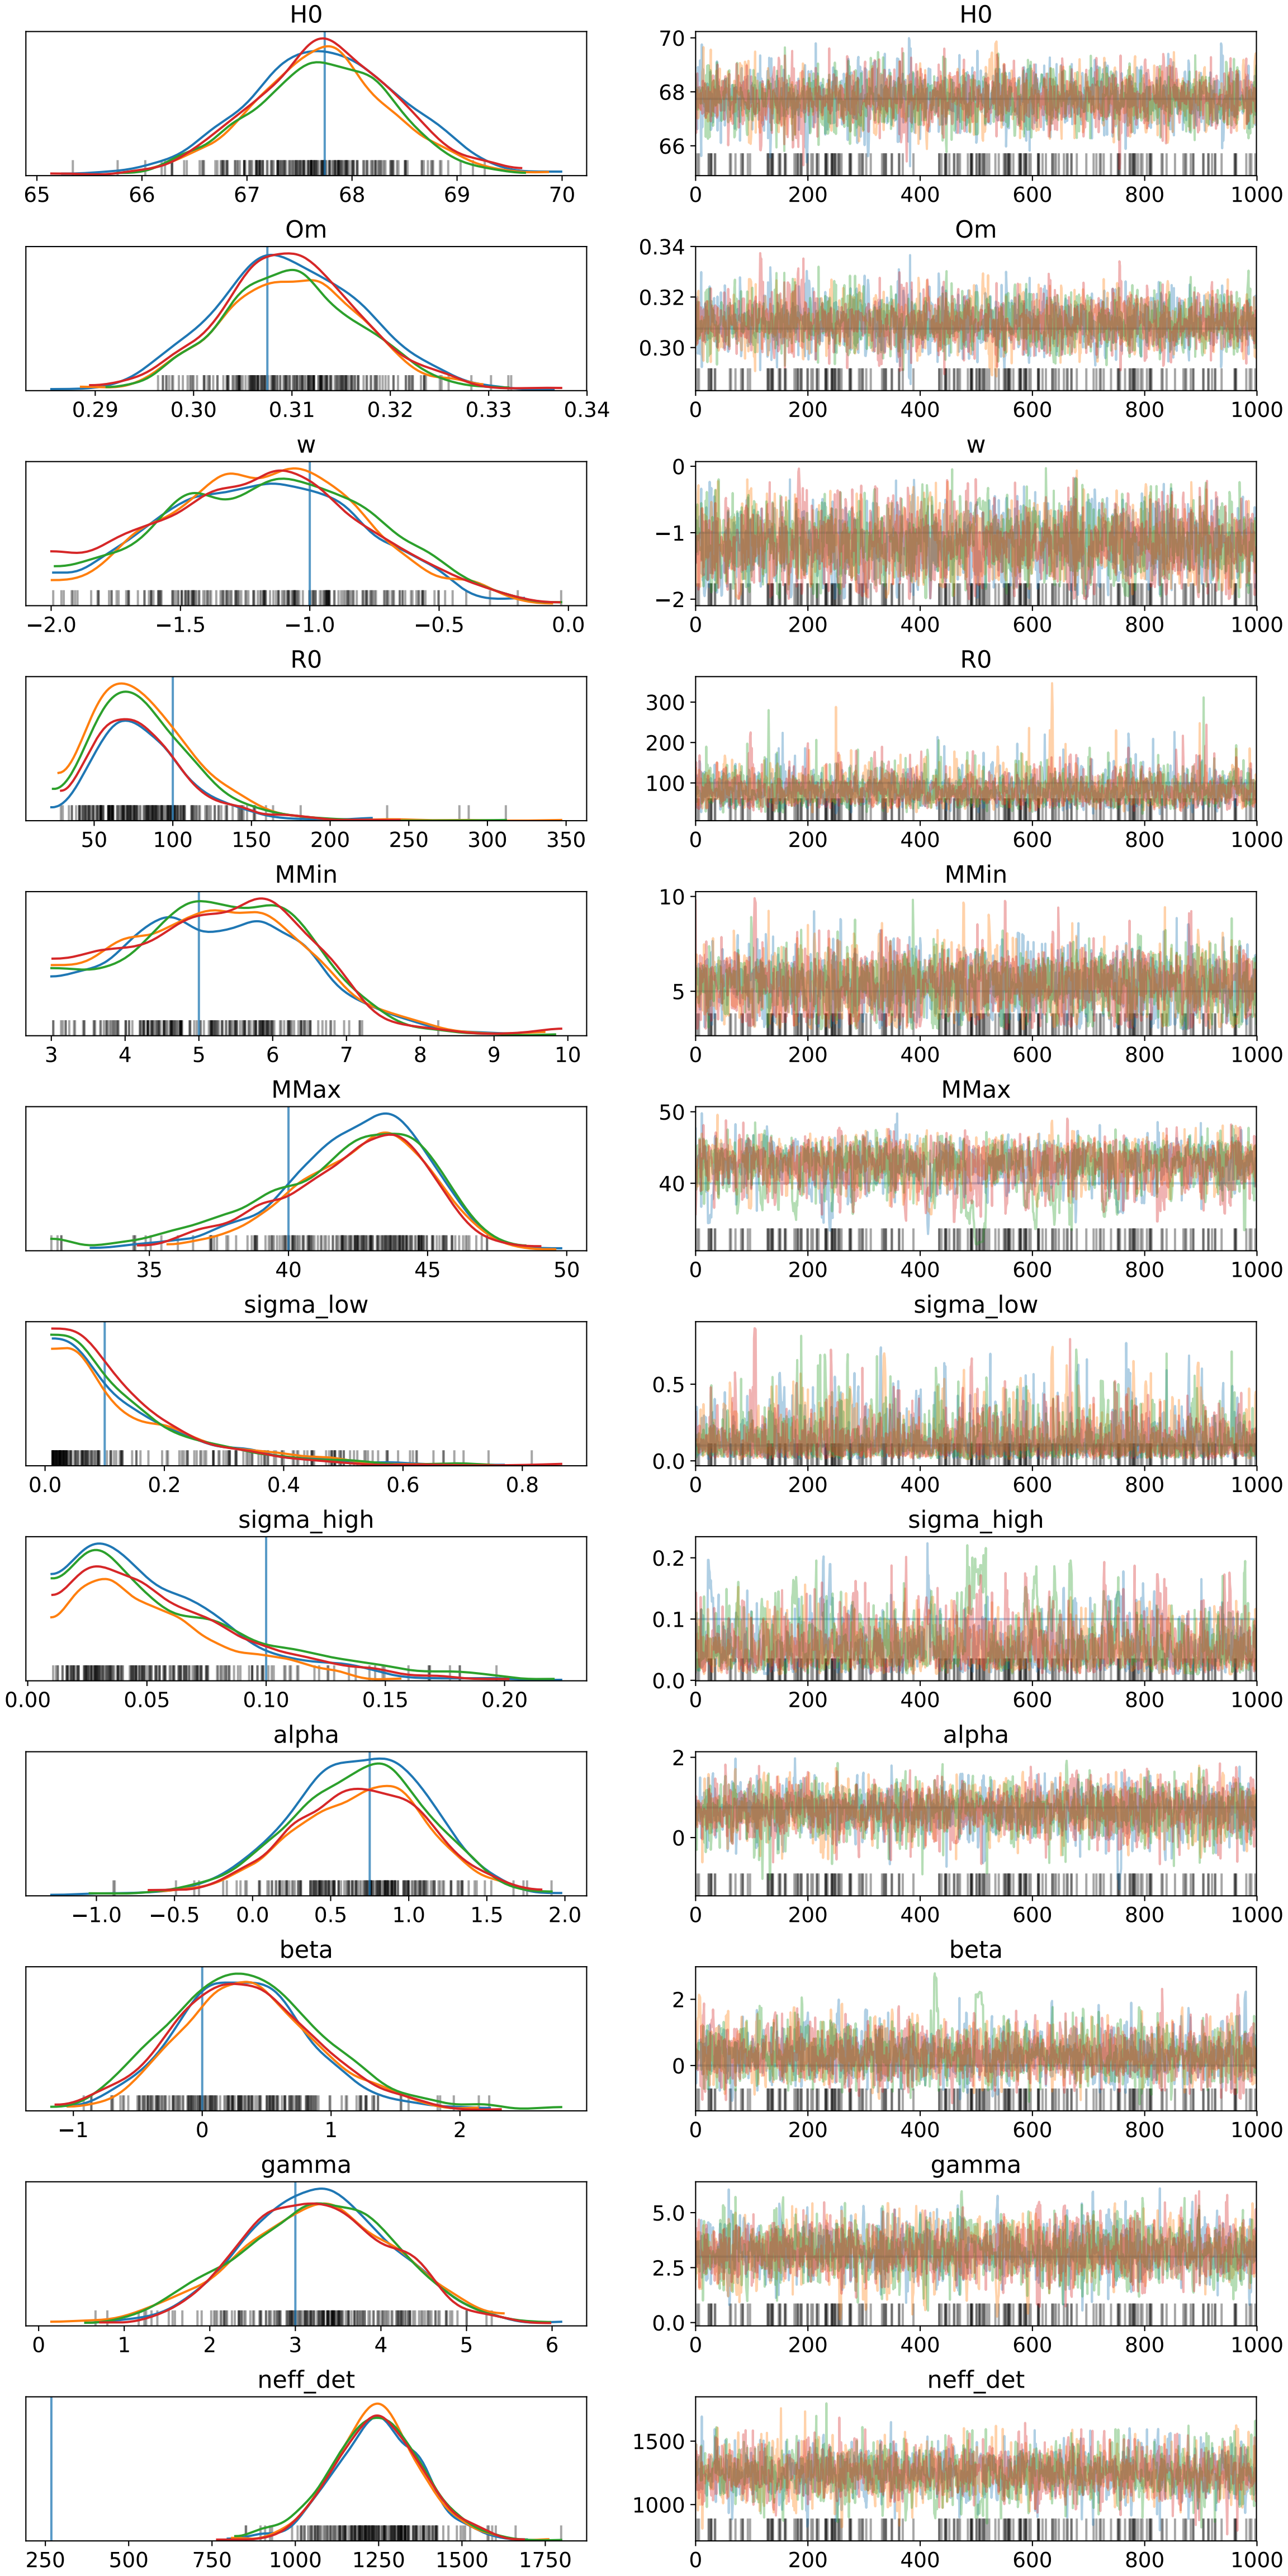 H0 H0
70
68
66
65 66 67 68 69 70 0 200 400 600 800 1000
Om Om
0.34
0.32
0.30
0.29 0.30 0.31 0.32 0.33 0.34 0 200 400 600 800 1000
w w
0
−1
−2
−2.0 −1.5 −1.0 −0.5 0.0 0 200 400 600 800 1000
R0 R0
300
200
100
50 100 150 200 250 300 350 0 200 400 600 800 1000
MMin MMin
10
5
3 4 5 6 7 8 9 10 0 200 400 600 800 1000
MMax MMax
50
40
35 40 45 50 0 200 400 600 800 1000
sigma_low sigma_low
0.5
0.0
0.0 0.2 0.4 0.6 0.8 0 200 400 600 800 1000
sigma_high sigma_high
0.2
0.1
0.0
0.00 0.05 0.10 0.15 0.20 0 200 400 600 800 1000
alpha alpha
2
0
−1.0 −0.5 0.0 0.5 1.0 1.5 2.0 0 200 400 600 800 1000
beta beta
2
0
−1 0 1 2 0 200 400 600 800 1000
gamma gamma
5.0
2.5
0.0
0 1 2 3 4 5 6 0 200 400 600 800 1000
neff_det neff_det
1500
1000
250 500 750 1000 1250 1500 1750 0 200 400 600 800 1000